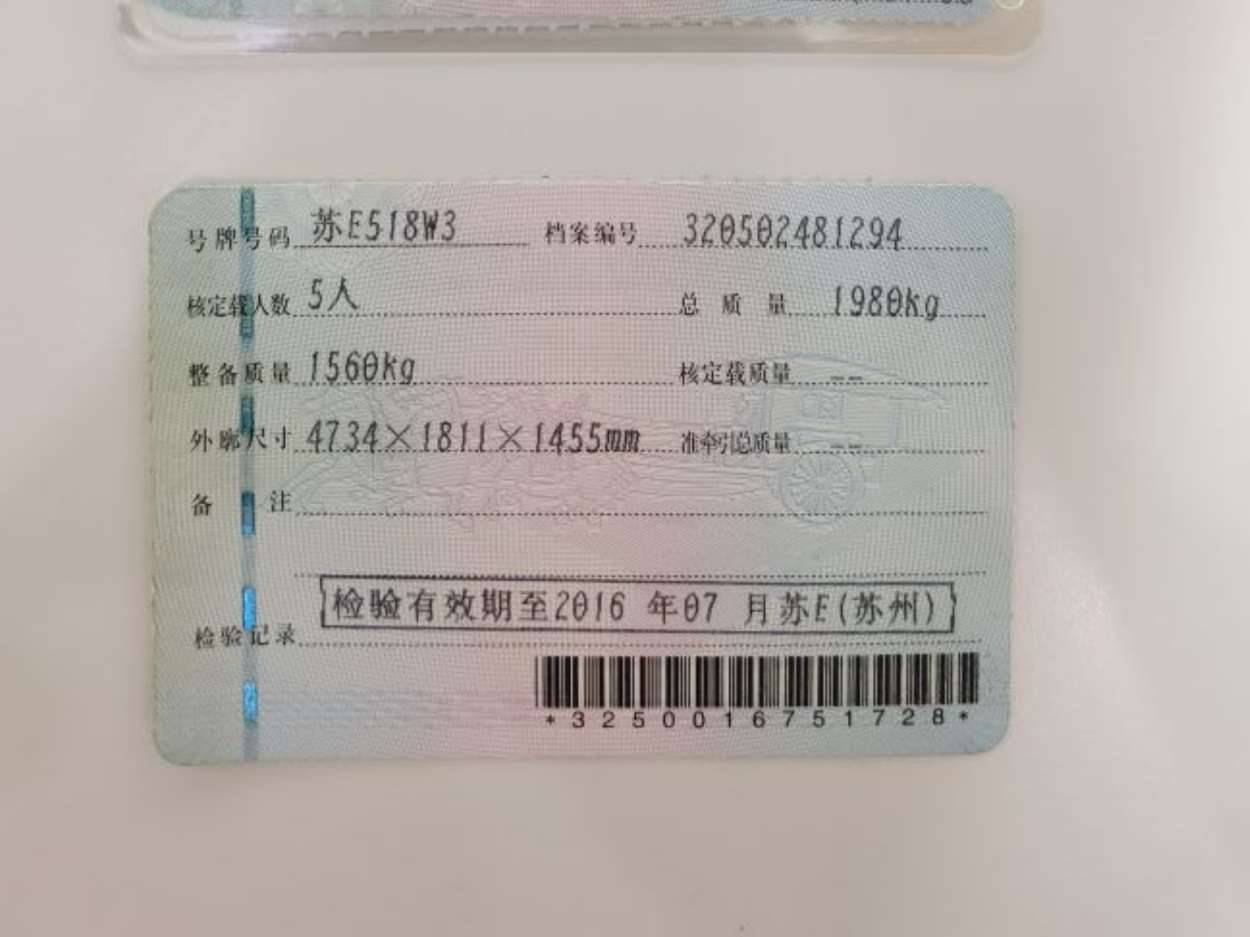 号牌号码 苏E518W3 档案编号 320502481294
核定载人数 5人 总质量 1980kg
整备质量 1560kg 核定载质量 --
外廓尺寸 4734×1811×1455mm 准牵引总质量 --
备注
检验有效期至2016 年07 月苏E(苏州)
检验记录
*3250016751728*